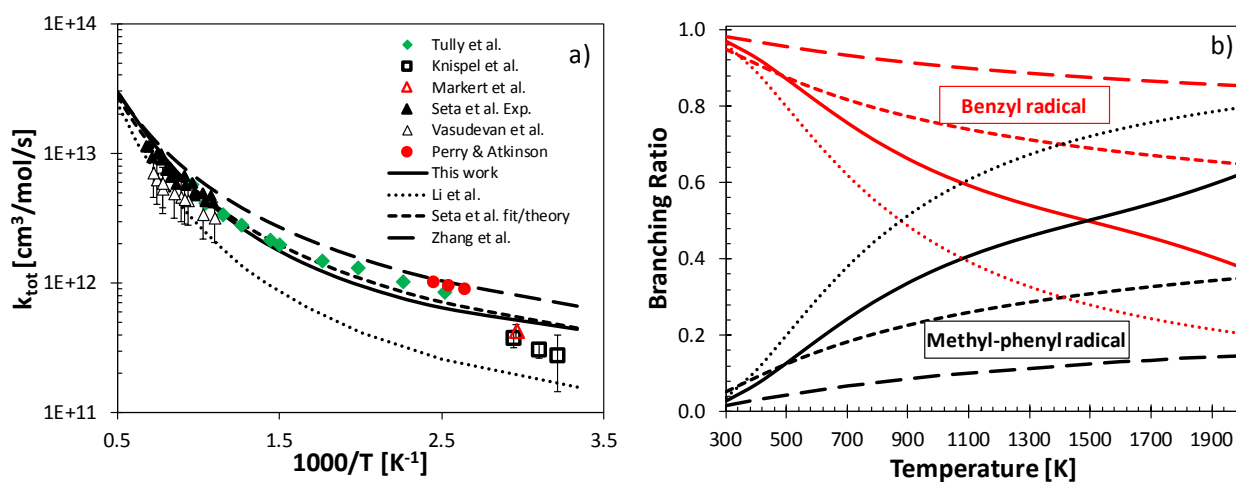 a)
1E+14
1E+13
1E+12
1E+11
k_tot [cm³/mol/s]
Tully et al.
Knispel et al.
Markert et al.
Seta et al. Exp.
Vasudevan et al.
Perry & Atkinson
This work
Li et al.
Seta et al. fit/theory
Zhang et al.
0.5 1.5 2.5 3.5
1000/T [K⁻¹]
b)
1.0
0.8
0.6
0.4
0.2
0.0
Branching Ratio
Benzyl radical
Methyl-phenyl radical
300 500 700 900 1100 1300 1500 1700 1900
Temperature [K]